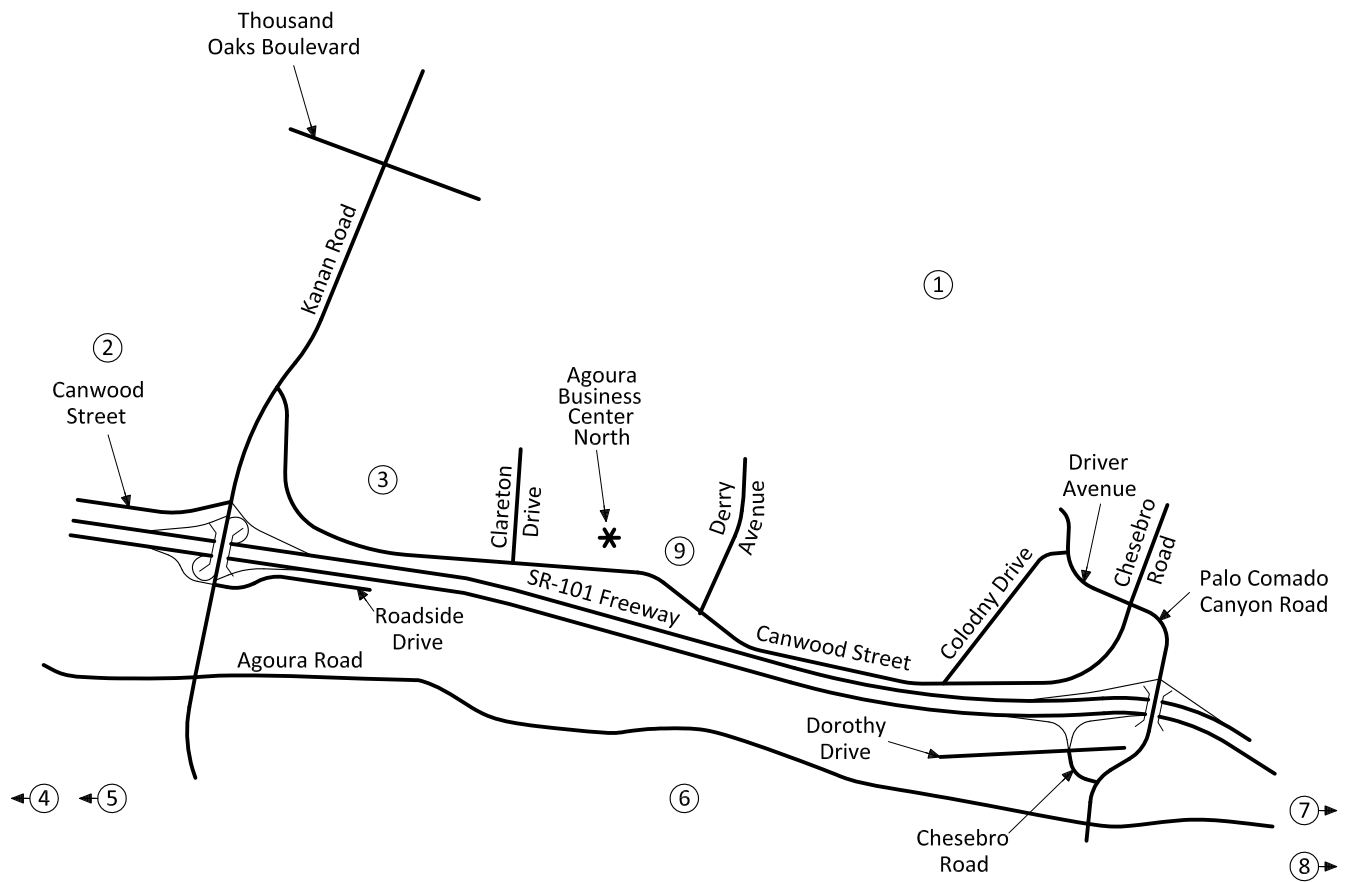 Thousand
Oaks Boulevard
Kanan Road
1
2
Canwood
Street
Agoura
Business
Center
North
3
Clareton
Drive
Derry
Avenue
9
Driver
Avenue
Chesebro
Road
Colodny Drive
Palo Comado
Canyon Road
SR-101 Freeway
Roadside
Drive
Canwood Street
Agoura Road
Dorothy
Drive
4
5
6
7
Chesebro
Road
8